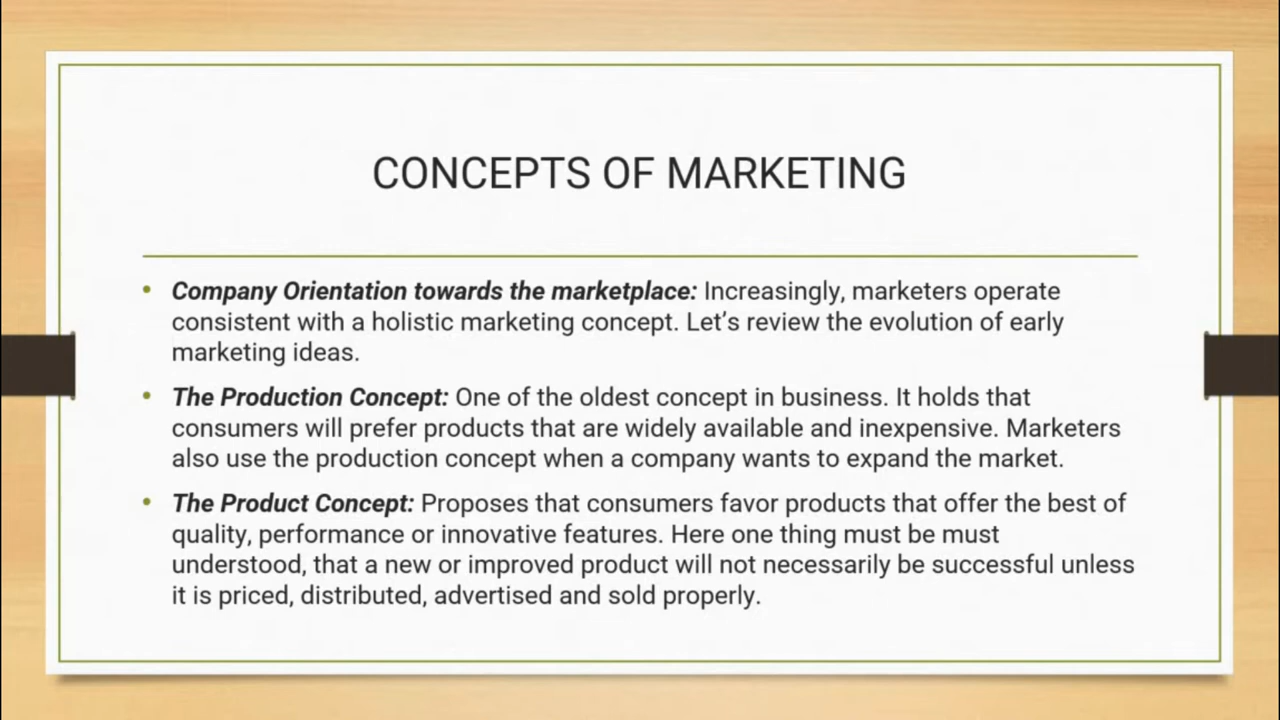 CONCEPTS OF MARKETING
• Company Orientation towards the marketplace: Increasingly, marketers operate
consistent with a holistic marketing concept. Let's review the evolution of early
marketing ideas.
• The Production Concept: One of the oldest concept in business. It holds that
consumers will prefer products that are widely available and inexpensive. Marketers
also use the production concept when a company wants to expand the market.
• The Product Concept: Proposes that consumers favor products that offer the best of
quality, performance or innovative features. Here one thing must be must
understood, that a new or improved product will not necessarily be successful unless
it is priced, distributed, advertised and sold properly.